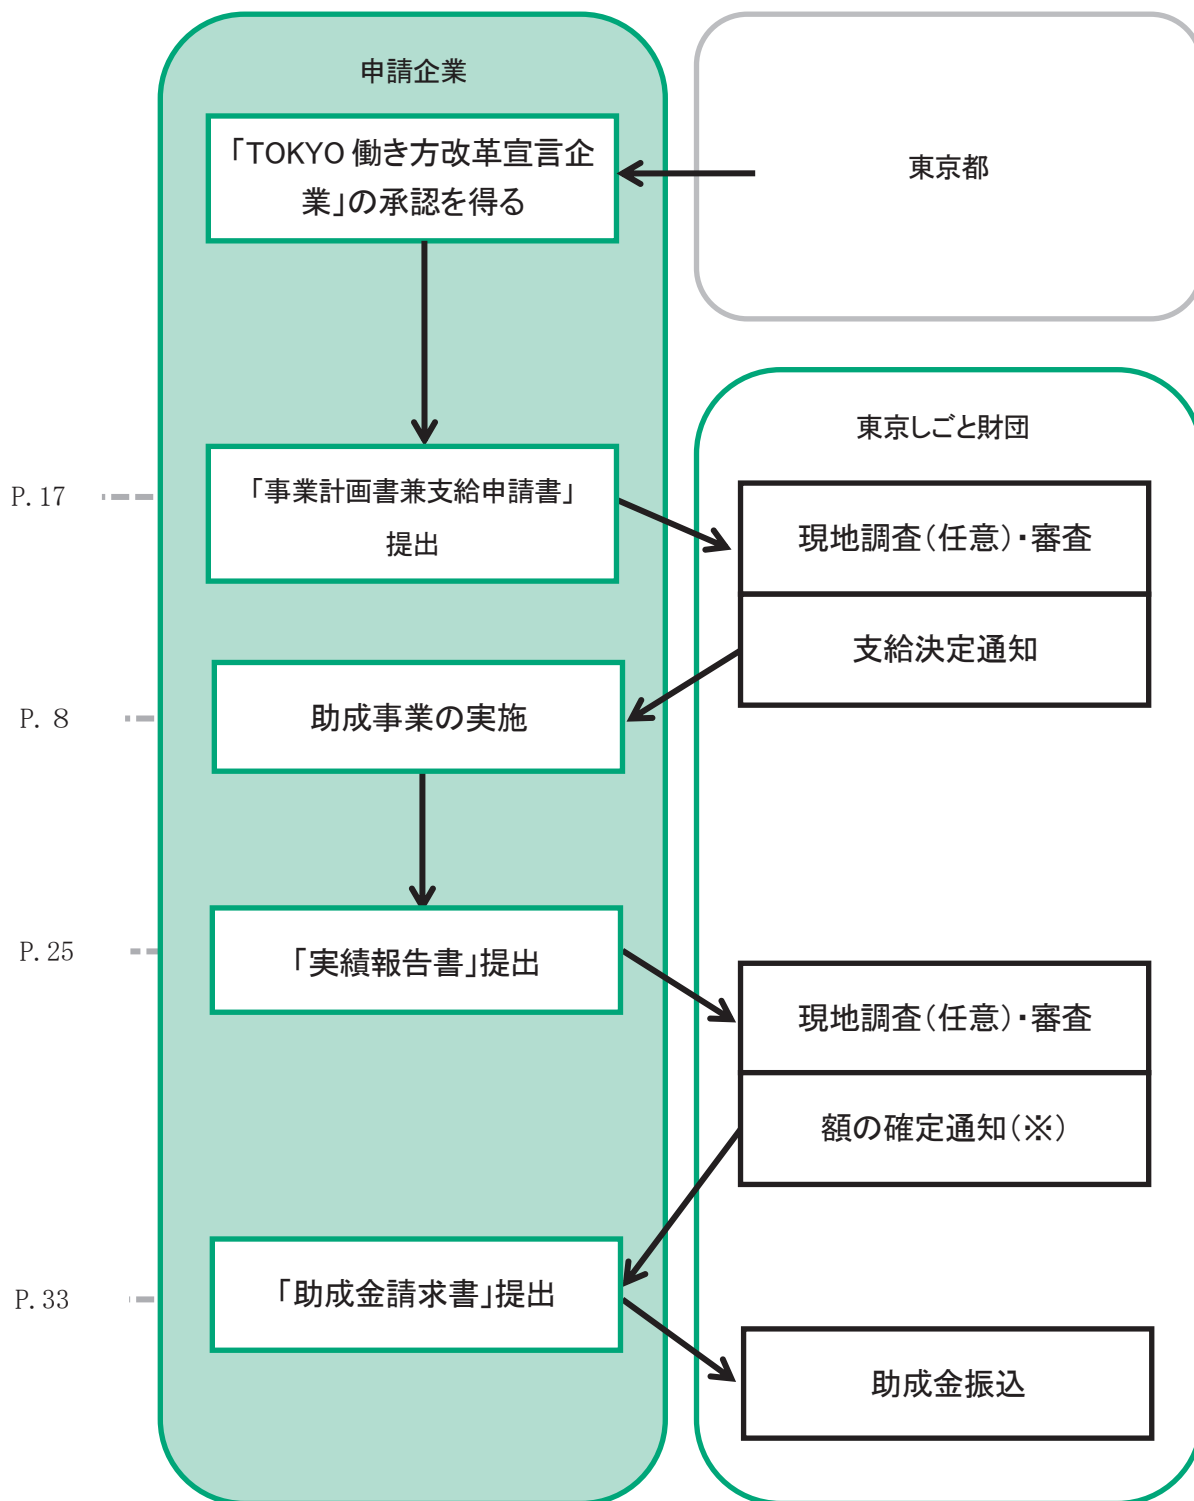 申請企業
「TOKYO 働き方改革宣言企
業」の承認を得る
東京都
東京しごと財団
P. 17
「事業計画書兼支給申請書」
提出
現地調査(任意)・審査
支給決定通知
P. 8
助成事業の実施
P. 25
「実績報告書」提出
現地調査(任意)・審査
額の確定通知(※)
P. 33
「助成金請求書」提出
助成金振込